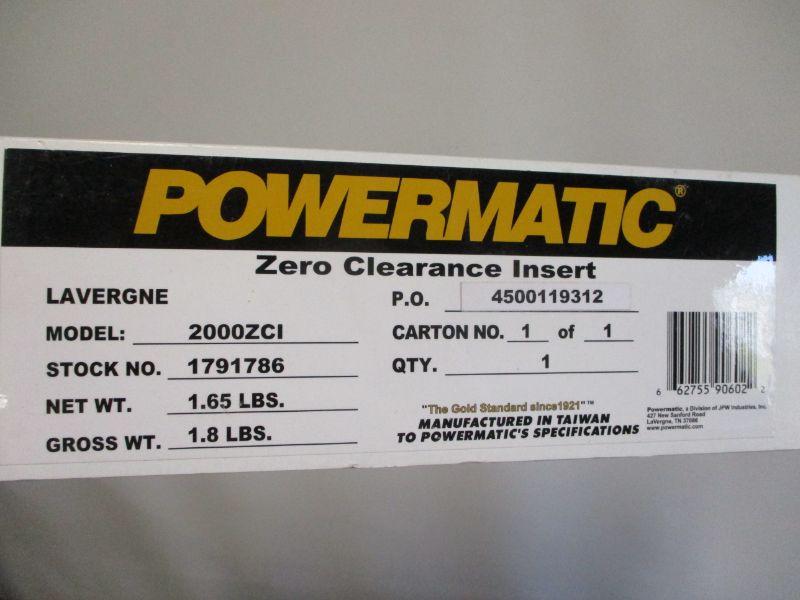 POWERMATIC®
Zero Clearance Insert
LAVERGNE
P.O. 4500119312
MODEL: 2000ZCI
CARTON NO. 1 of 1
STOCK NO. 1791786
QTY. 1
NET WT. 1.65 LBS.
GROSS WT. 1.8 LBS.
"The Gold Standard since1921"™
MANUFACTURED IN TAIWAN
TO POWERMATIC'S SPECIFICATIONS
6 62755 90602 2
Powermatic, a Division of JPW Industries, Inc.
427 New Sanford Road
LaVergne, TN 37086
www.powermatic.com